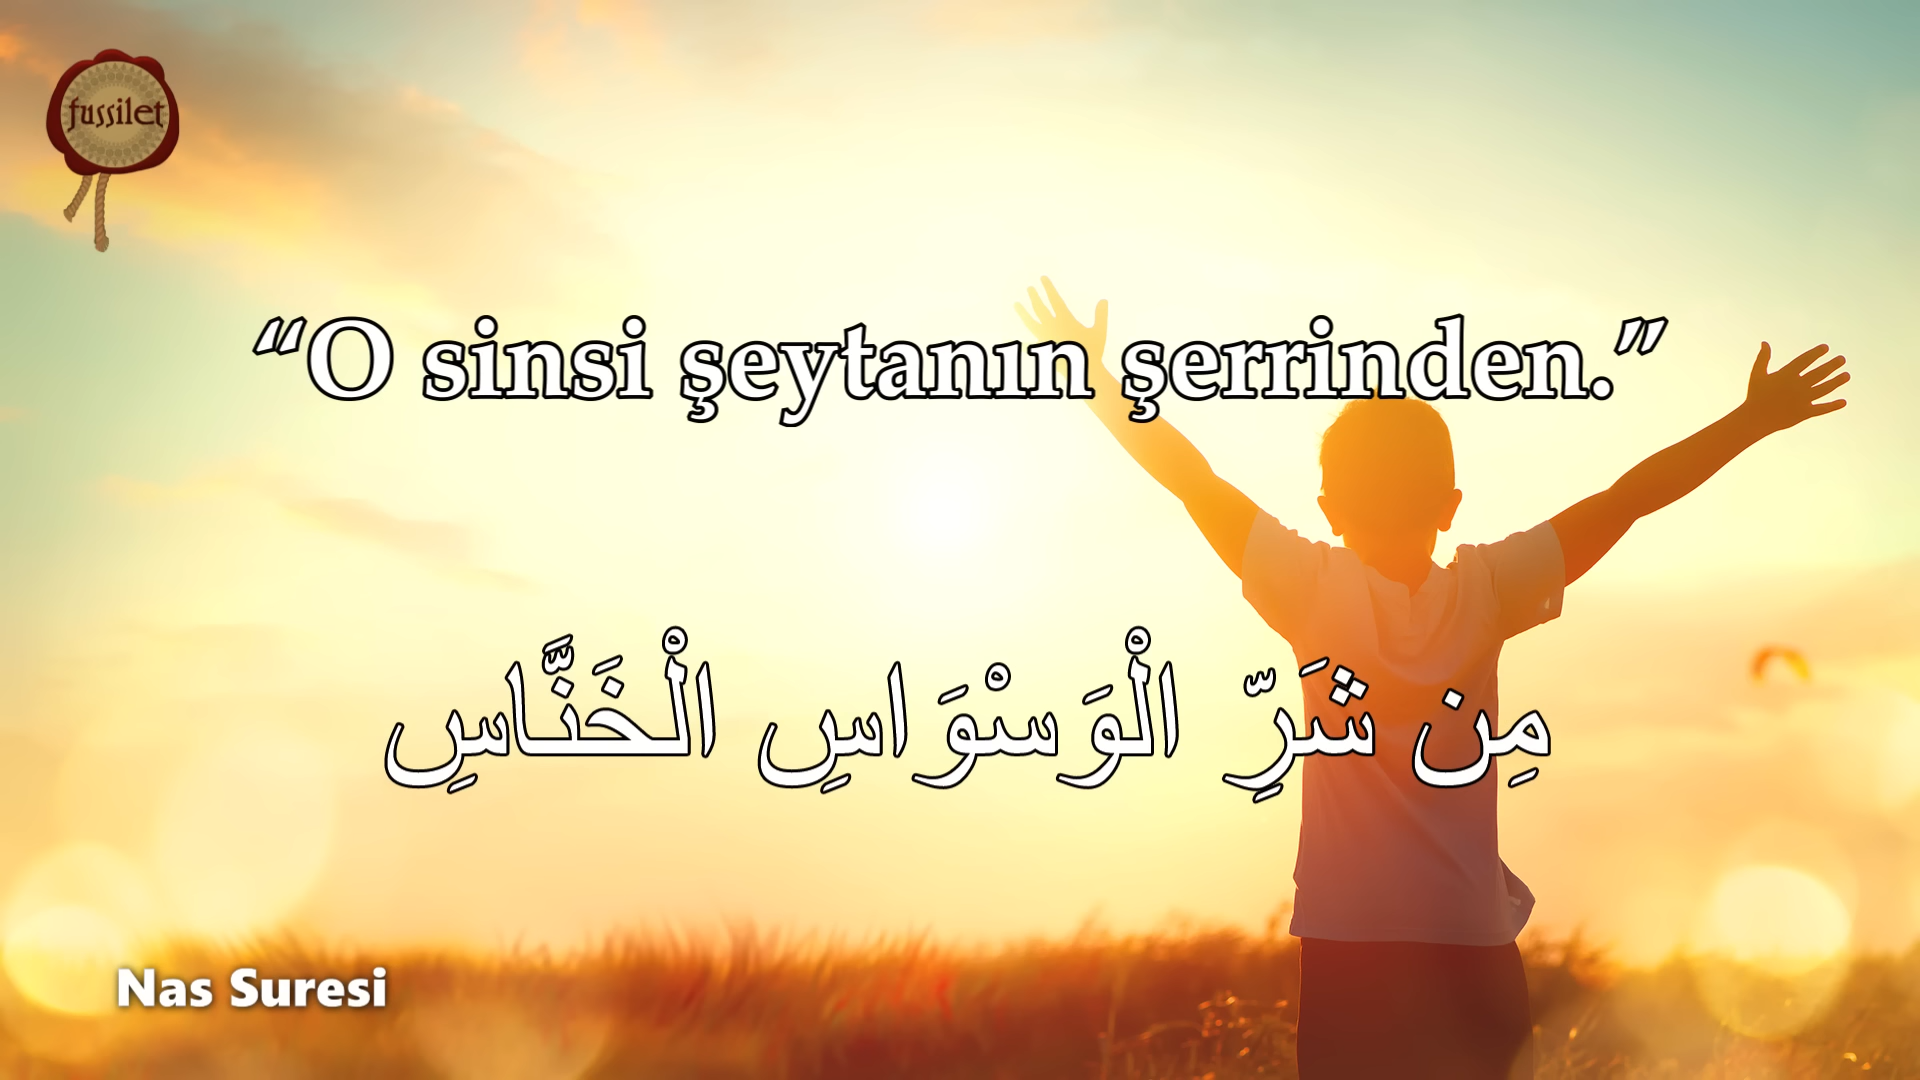 fussilet
“O sinsi şeytanın şerrinden.”
مِن شَرِّ الْوَسْوَاسِ الْخَنَّاسِ
Nas Suresi